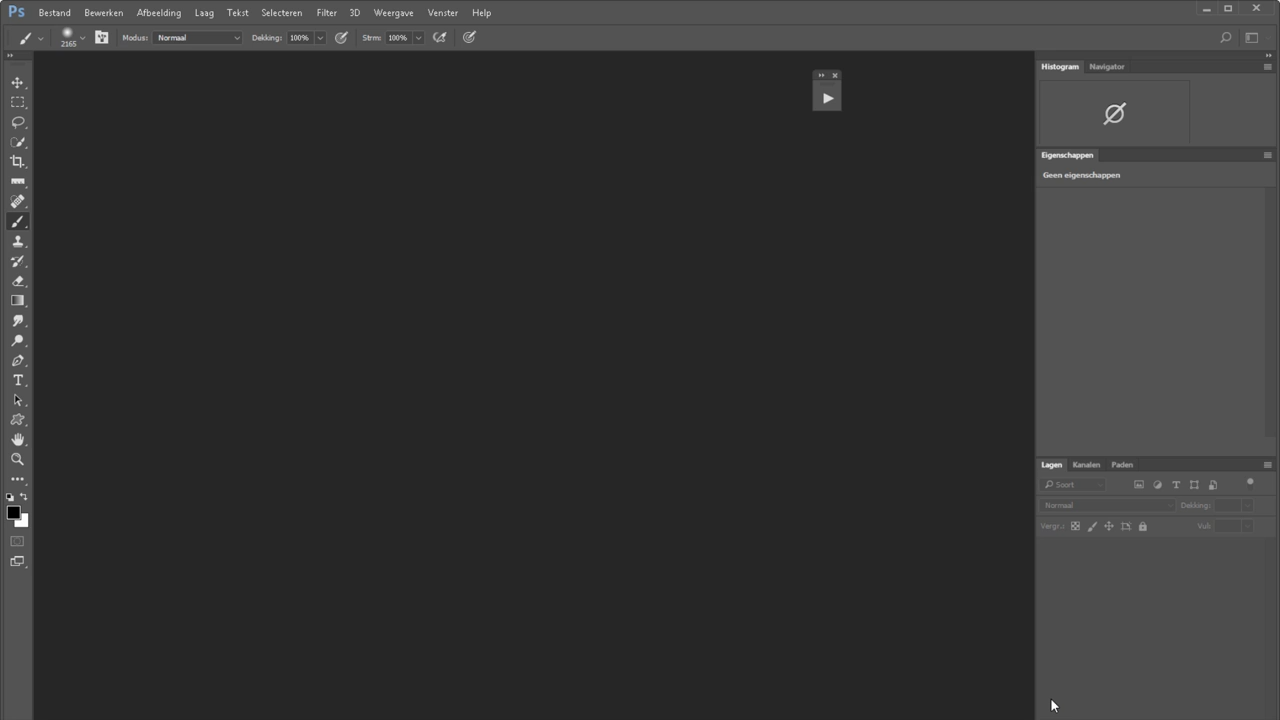 Ps Bestand Bewerken Afbeelding Laag Tekst Selecteren Filter 3D Weergave Venster Help
2165 Modus: Normaal Dekking: 100% Strm: 100%
Histogram Navigator
Eigenschappen
Geen eigenschappen
Lagen Kanalen Paden
Soort
Normaal Dekking:
Vergr.: Vul: